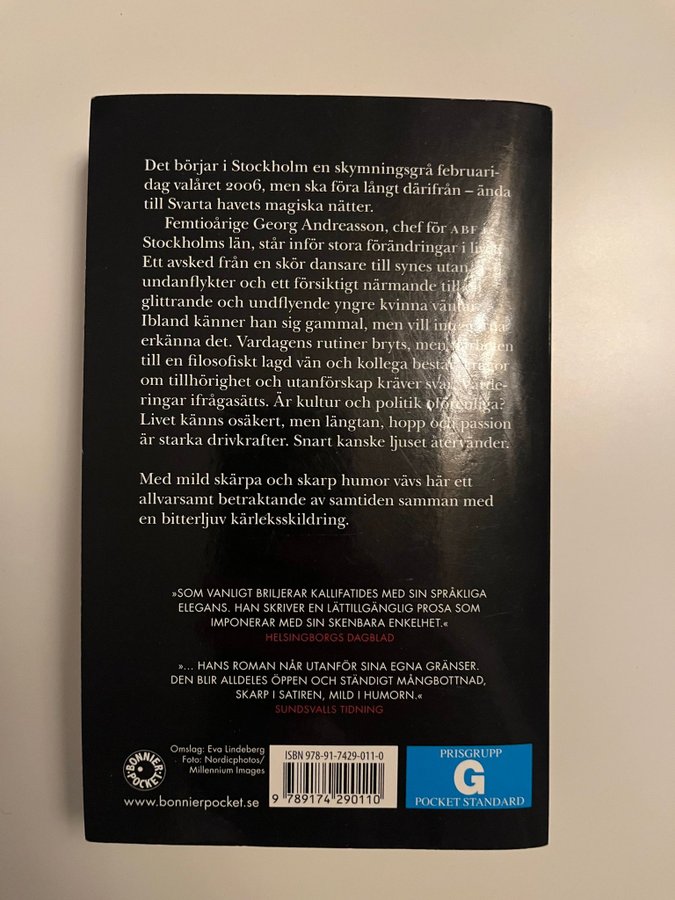 Det börjar i Stockholm en skymningsgrå februari-
dag valåret 2006, men ska föra långt därifrån – ända
till Svarta havets magiska nätter.
Femtioårige Georg Andreasson, chef för ABF i
Stockholms län, står inför stora förändringar i livet.
Ett avsked från en skör dansare till synes utan
undanflykter och ett försiktigt närmande till
glittrande och undflyende yngre kvinna väntar.
Ibland känner han sig gammal, men vill inte gärna
erkänna det. Vardagens rutiner bryts, men
till en filosofiskt lagd vän och kollega består. Frågor
om tillhörighet och utanförskap kräver svar. Värde-
ringar ifrågasätts. Är kultur och politik oförenliga?
Livet känns osäkert, men längtan, hopp och passion
är starka drivkrafter. Snart kanske ljuset återvänder.
Med mild skärpa och skarp humor vävs här ett
allvarsamt betraktande av samtiden samman med
en bitterljuv kärleksskildring.
»SOM VANLIGT BRILJERAR KALLIFATIDES MED SIN SPRÅKLIGA
ELEGANS. HAN SKRIVER EN LÄTTILLGÄNGLIG PROSA SOM
IMPONERAR MED SIN SKENBARA ENKELHET.«
HELSINGBORGS DAGBLAD
»... HANS ROMAN NÅR UTANFÖR SINA EGNA GRÄNSER.
DEN BLIR ALLDELES ÖPPEN OCH STÄNDIGT MÅNGBOTTNAD,
SKARP I SATIREN, MILD I HUMORN.«
SUNDSVALLS TIDNING
BONNIER POCKET
Omslag: Eva Lindeberg
Foto: Nordicphotos/
Millennium Images
www.bonnierpocket.se
ISBN 978-91-7429-011-0
9 789174 290110
PRISGRUPP
G
POCKET STANDARD